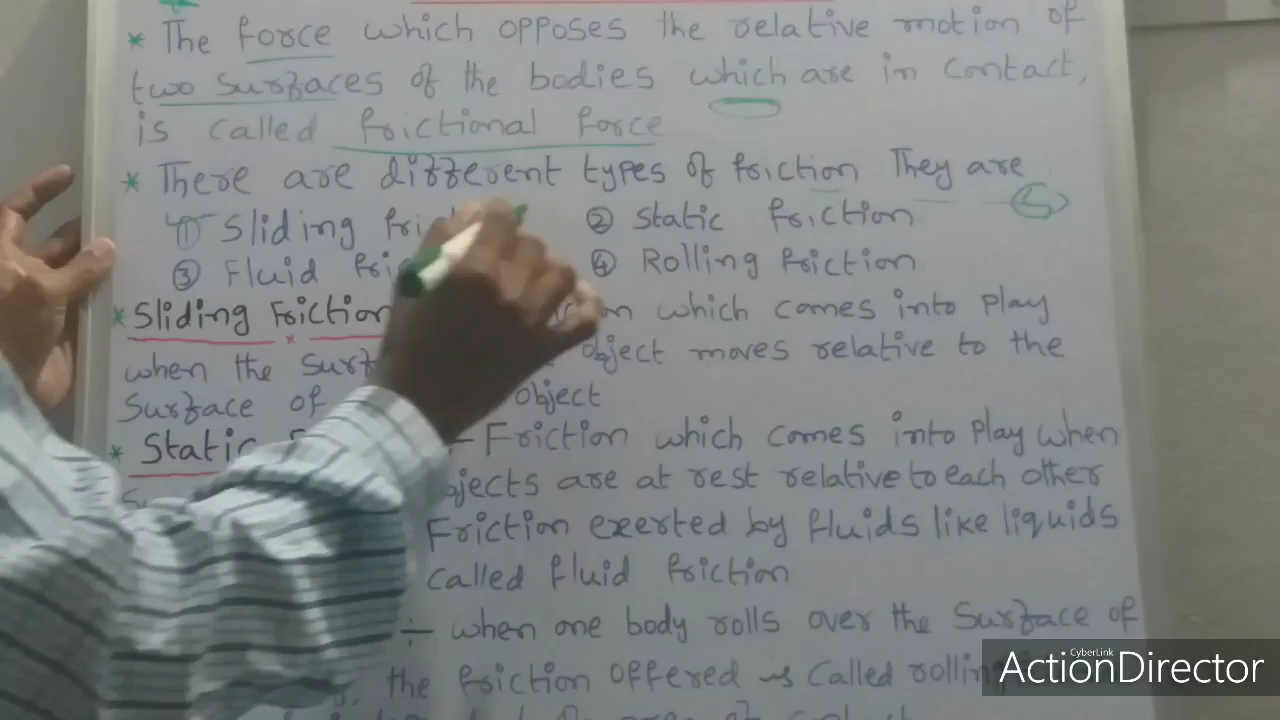 * The force which opposes the relative motion of
two surfaces of the bodies which are in contact,
is called frictional force
* There are different types of friction They are
① Sliding ② Static friction
③ Fluid ④ Rolling friction
* Sliding Friction which comes into play
when the object moves relative to the
surface of object
* Static - Friction which comes into play when
objects are at rest relative to each other
Friction exerted by fluids like liquids
called fluid friction
÷ when one body rolls over the surface of
the friction offered is called rolling
CyberLink
ActionDirector